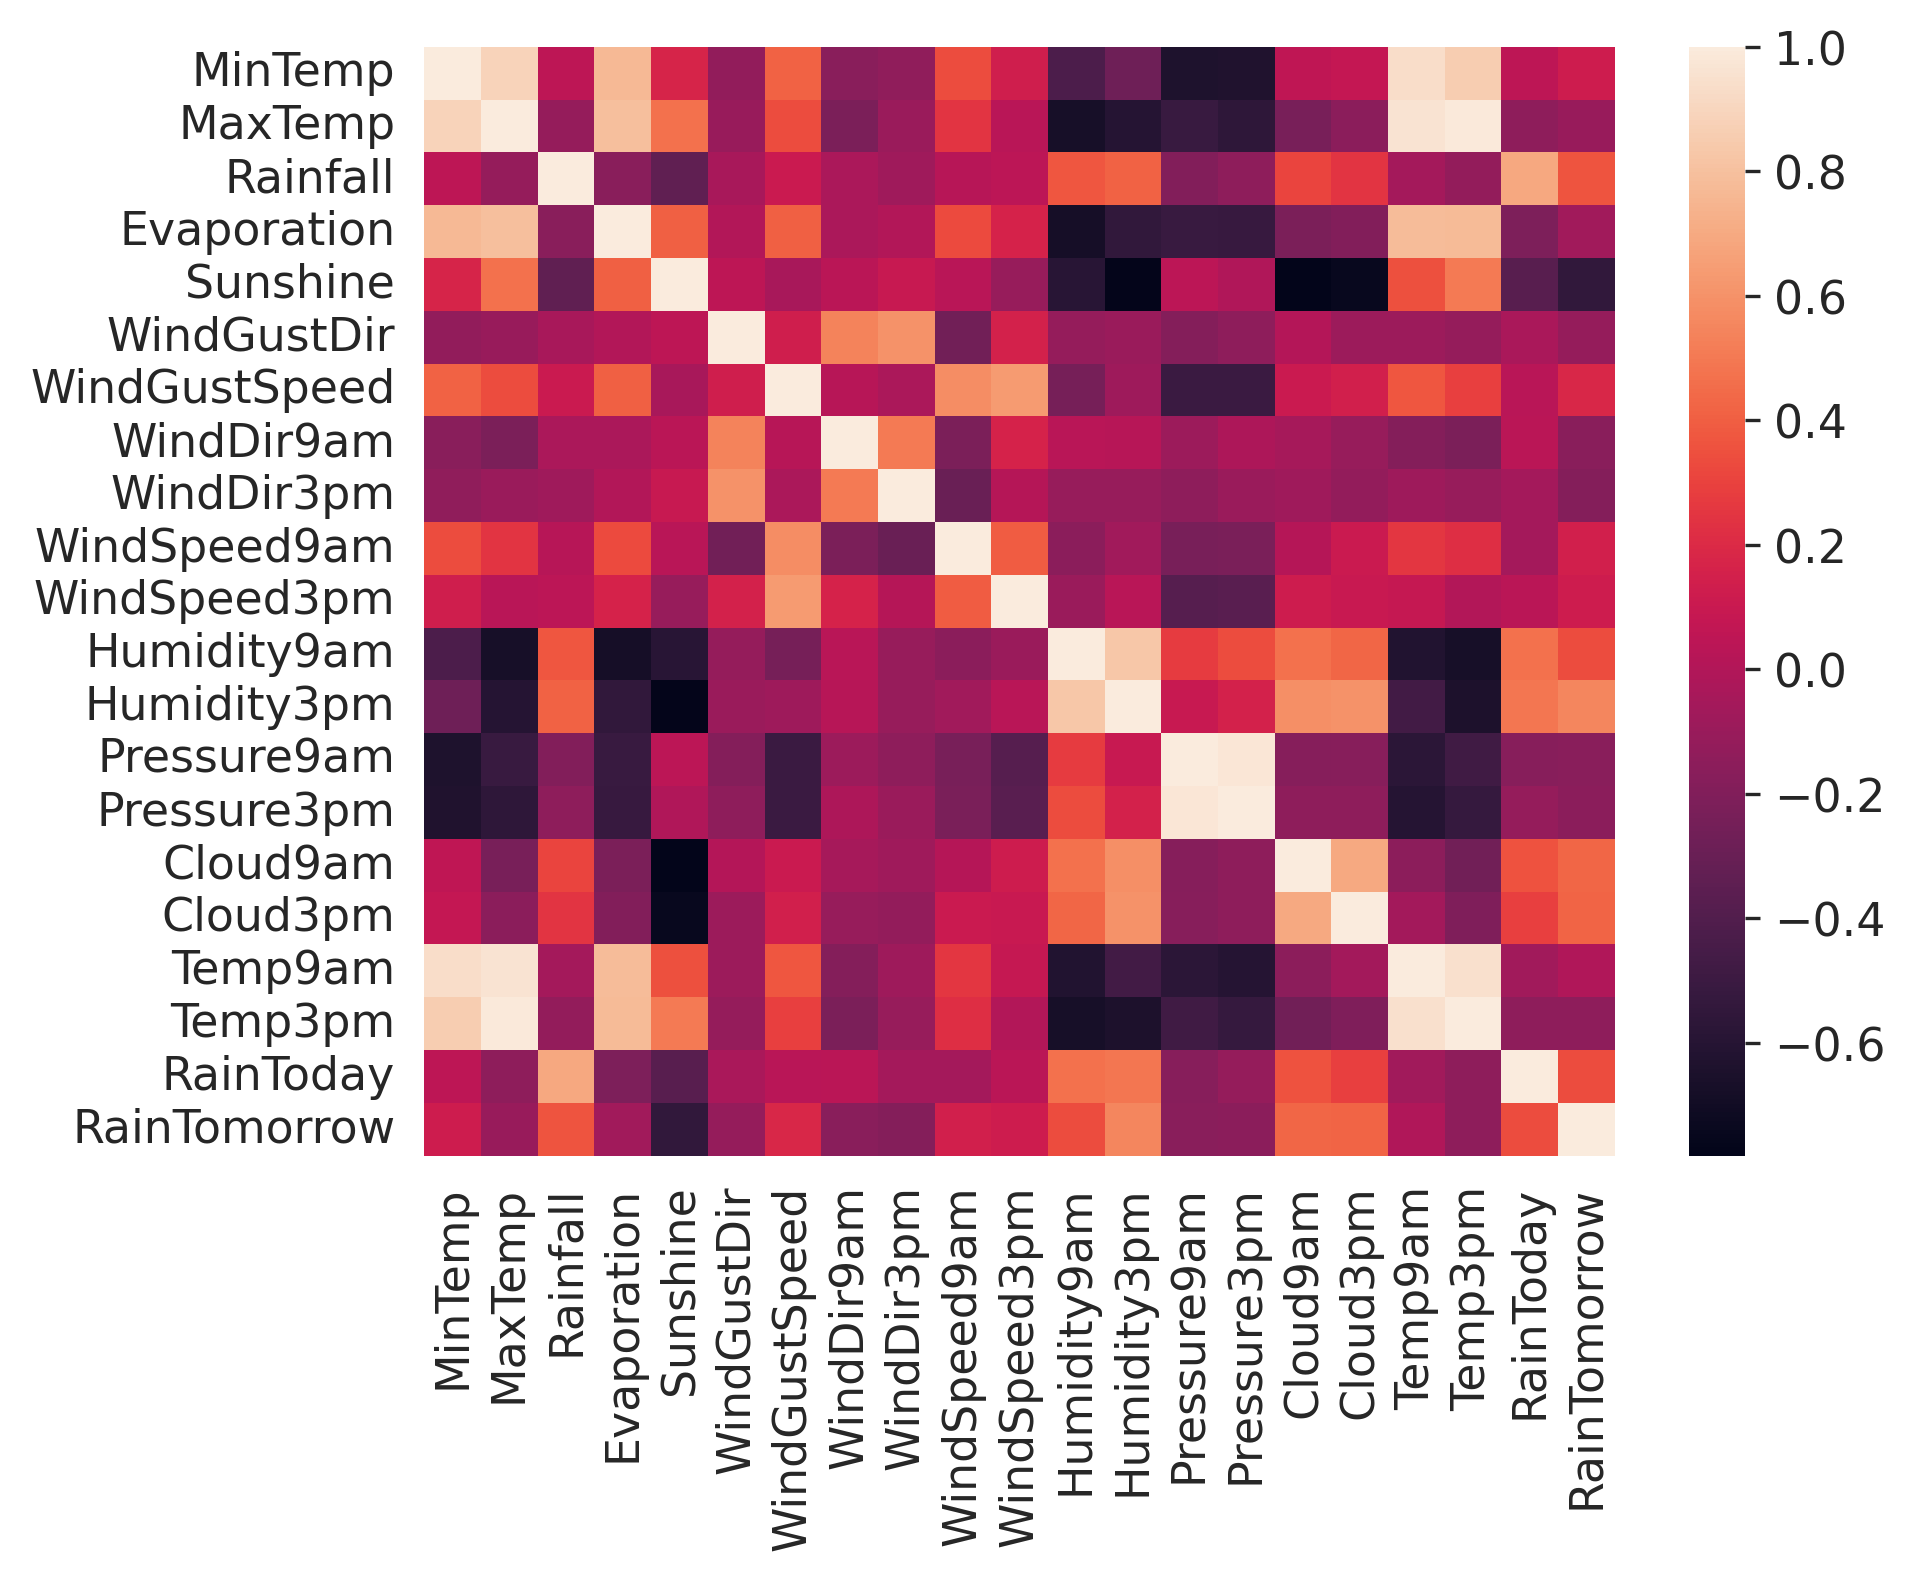 MinTemp
MaxTemp
Rainfall
Evaporation
Sunshine
WindGustDir
WindGustSpeed
WindDir9am
WindDir3pm
WindSpeed9am
WindSpeed3pm
Humidity9am
Humidity3pm
Pressure9am
Pressure3pm
Cloud9am
Cloud3pm
Temp9am
Temp3pm
RainToday
RainTomorrow
MinTemp
MaxTemp
Rainfall
Evaporation
Sunshine
WindGustDir
WindGustSpeed
WindDir9am
WindDir3pm
WindSpeed9am
WindSpeed3pm
Humidity9am
Humidity3pm
Pressure9am
Pressure3pm
Cloud9am
Cloud3pm
Temp9am
Temp3pm
RainToday
RainTomorrow
1.0
0.8
0.6
0.4
0.2
0.0
−0.2
−0.4
−0.6